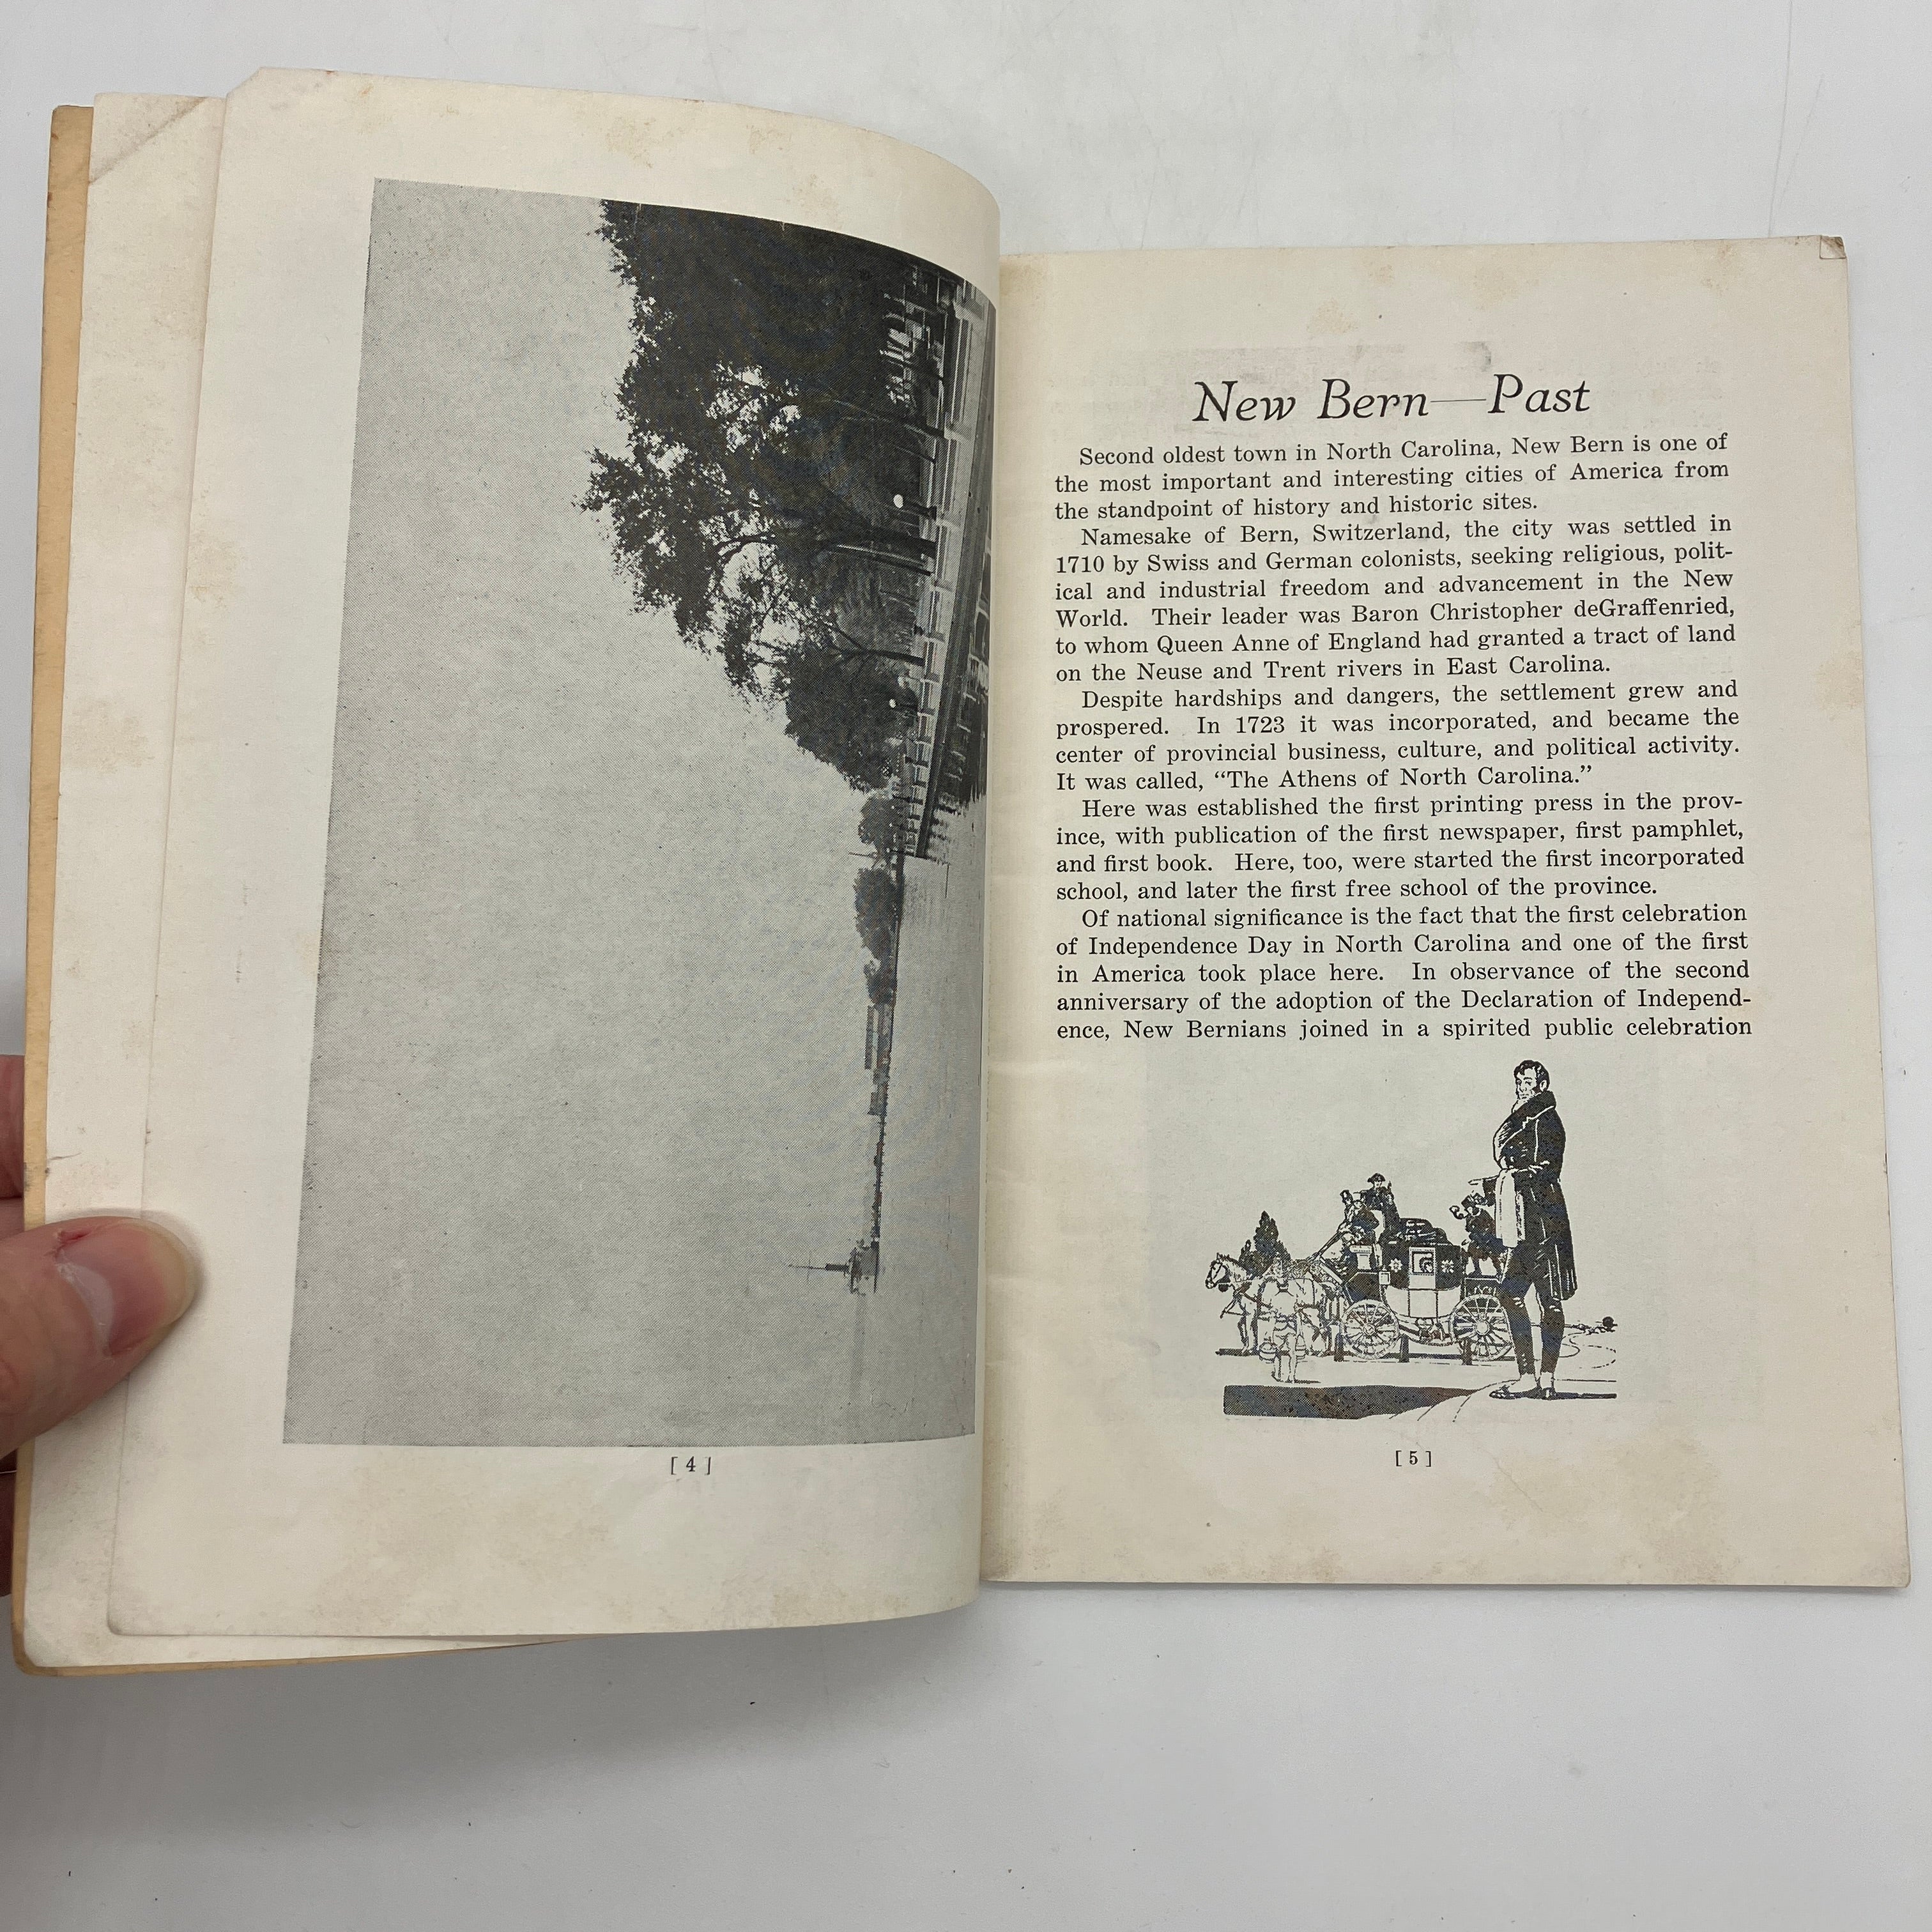 [ 4 ]
New Bern—Past
Second oldest town in North Carolina, New Bern is one of
the most important and interesting cities of America from
the standpoint of history and historic sites.
Namesake of Bern, Switzerland, the city was settled in
1710 by Swiss and German colonists, seeking religious, polit-
ical and industrial freedom and advancement in the New
World. Their leader was Baron Christopher deGraffenried,
to whom Queen Anne of England had granted a tract of land
on the Neuse and Trent rivers in East Carolina.
Despite hardships and dangers, the settlement grew and
prospered. In 1723 it was incorporated, and became the
center of provincial business, culture, and political activity.
It was called, “The Athens of North Carolina.”
Here was established the first printing press in the prov-
ince, with publication of the first newspaper, first pamphlet,
and first book. Here, too, were started the first incorporated
school, and later the first free school of the province.
Of national significance is the fact that the first celebration
of Independence Day in North Carolina and one of the first
in America took place here. In observance of the second
anniversary of the adoption of the Declaration of Independ-
ence, New Bernians joined in a spirited public celebration
[ 5 ]